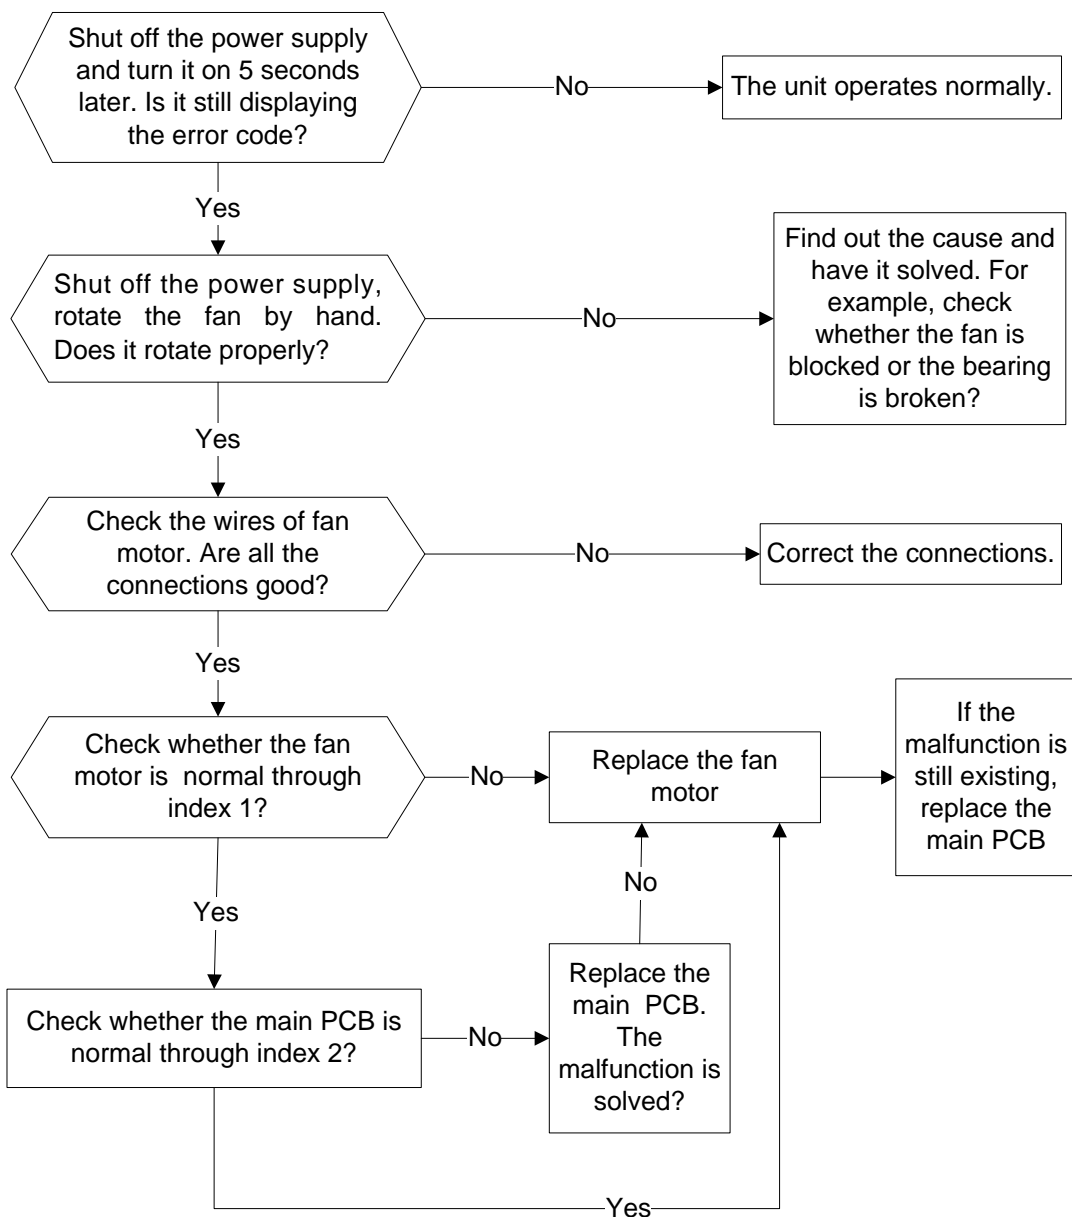 Shut off the power supply
and turn it on 5 seconds
later. Is it still displaying
the error code?
No
The unit operates normally.
Yes
Shut off the power supply,
rotate the fan by hand.
Does it rotate properly?
No
Find out the cause and
have it solved. For
example, check
whether the fan is
blocked or the bearing
is broken?
Yes
Check the wires of fan
motor. Are all the
connections good?
No
Correct the connections.
Yes
Check whether the fan
motor is normal through
index 1?
No
Replace the fan
motor
If the
malfunction is
still existing,
replace the
main PCB
Yes
No
Check whether the main PCB is
normal through index 2?
No
Replace the
main PCB.
The
malfunction is
solved?
Yes